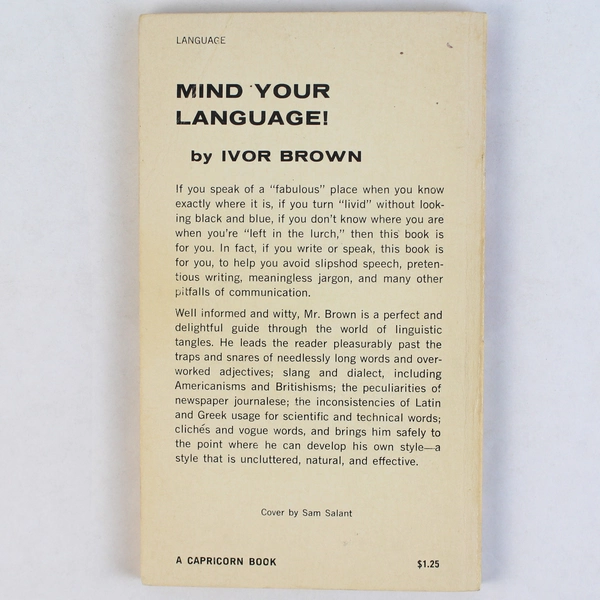 LANGUAGE
MIND YOUR
LANGUAGE!
by IVOR BROWN
If you speak of a “fabulous” place when you know
exactly where it is, if you turn “livid” without look-
ing black and blue, if you don’t know where you are
when you’re “left in the lurch,” then this book is
for you. In fact, if you write or speak, this book is
for you, to help you avoid slipshod speech, preten-
tious writing, meaningless jargon, and many other
pitfalls of communication.
Well informed and witty, Mr. Brown is a perfect and
delightful guide through the world of linguistic
tangles. He leads the reader pleasurably past the
traps and snares of needlessly long words and over-
worked adjectives; slang and dialect, including
Americanisms and Britishisms; the peculiarities of
newspaper journalese; the inconsistencies of Latin
and Greek usage for scientific and technical words;
clichés and vogue words, and brings him safely to
the point where he can develop his own style—a
style that is uncluttered, natural, and effective.
Cover by Sam Salant
A CAPRICORN BOOK $1.25